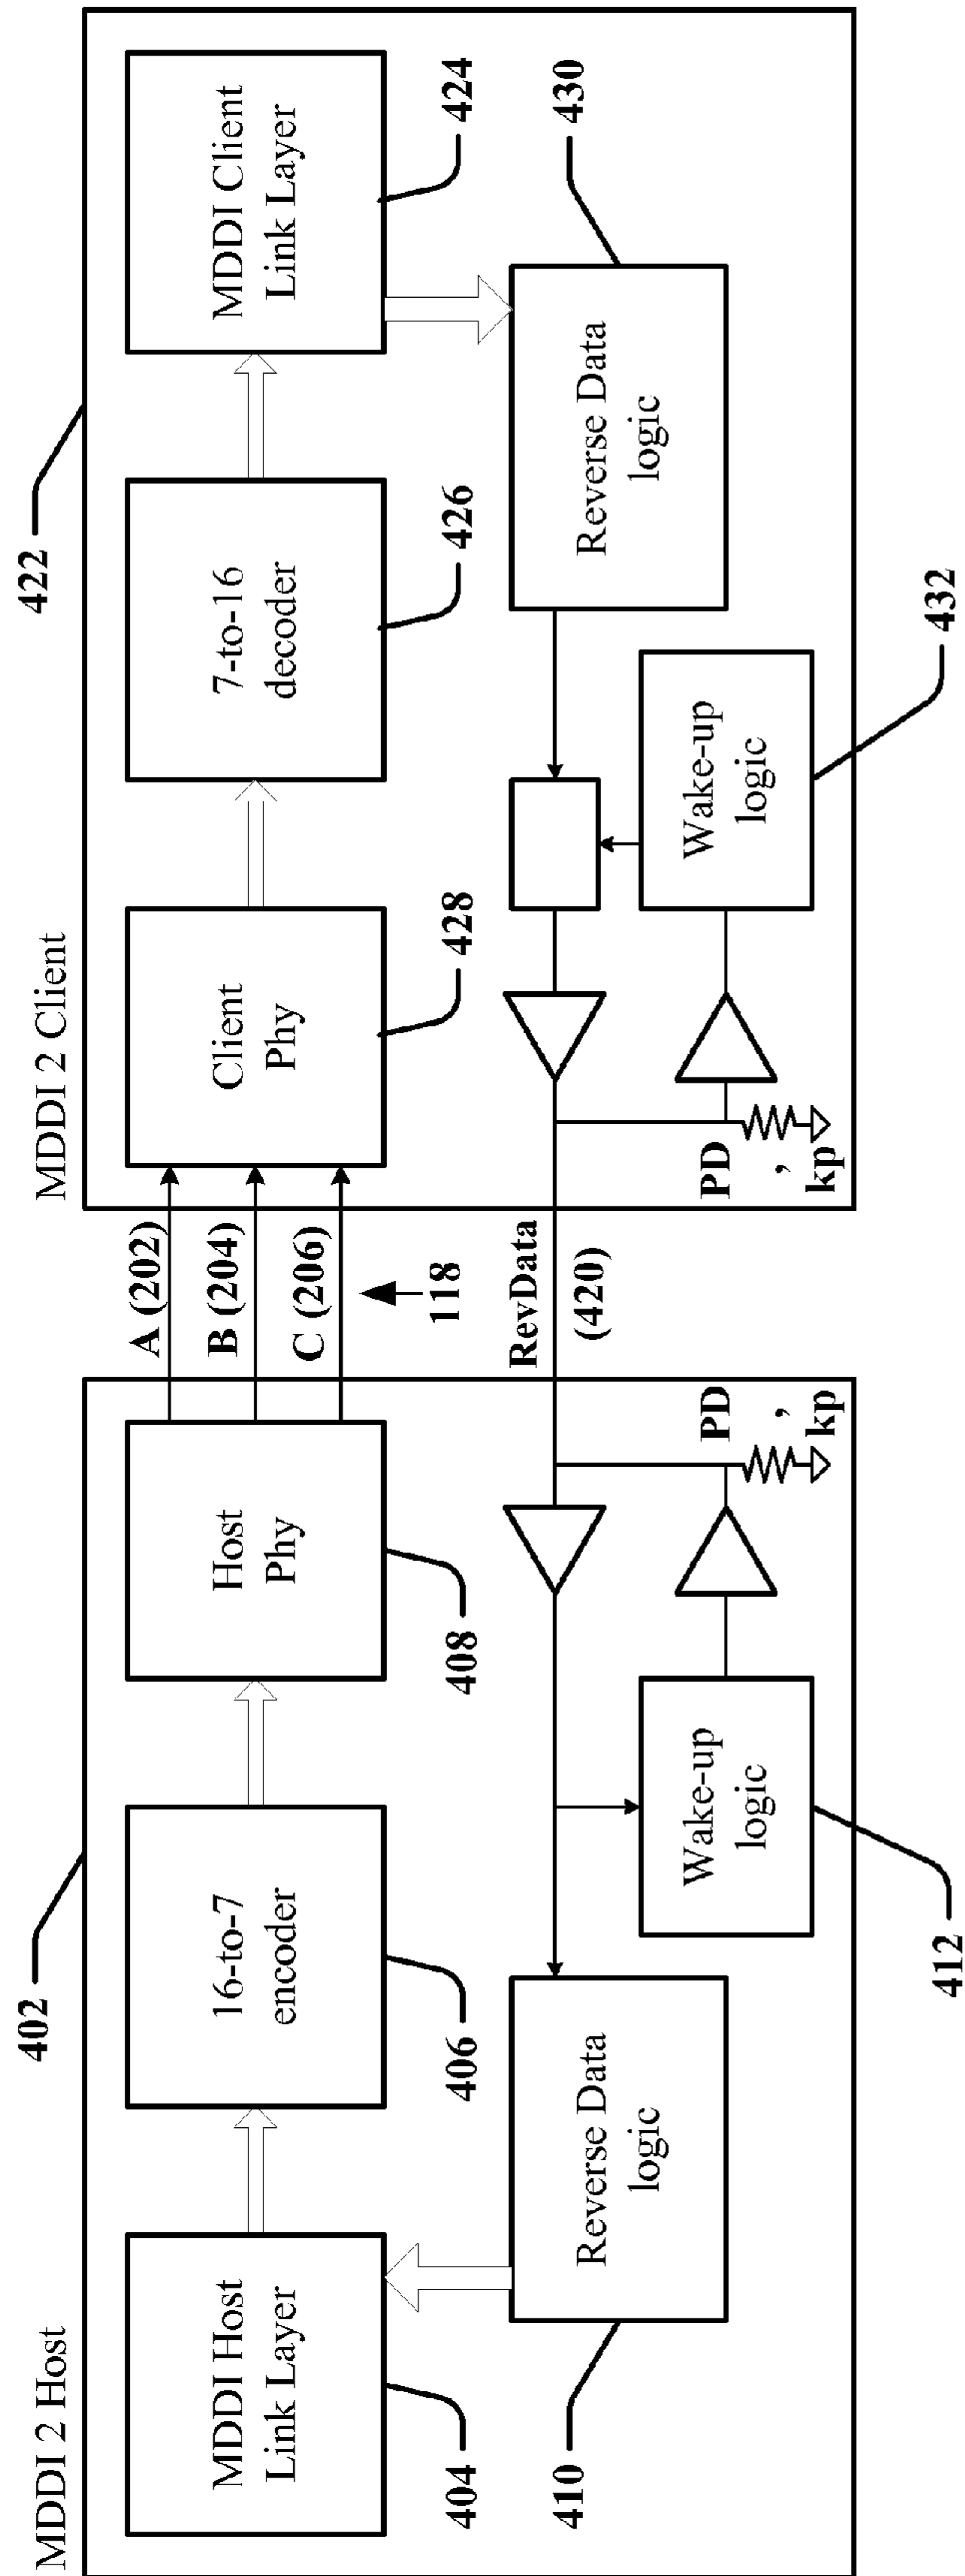 MDDI 2 Host
402
MDDI Host
Link Layer
404
16-to-7
encoder
406
Host
Phy
408
Reverse Data
logic
410
Wake-up
logic
412
PD
,
kp
A (202)
B (204)
C (206)
118
RevData
(420)
MDDI 2 Client
422
Client
Phy
428
7-to-16
decoder
426
MDDI Client
Link Layer
424
PD
,
kp
Wake-up
logic
432
Reverse Data
logic
430